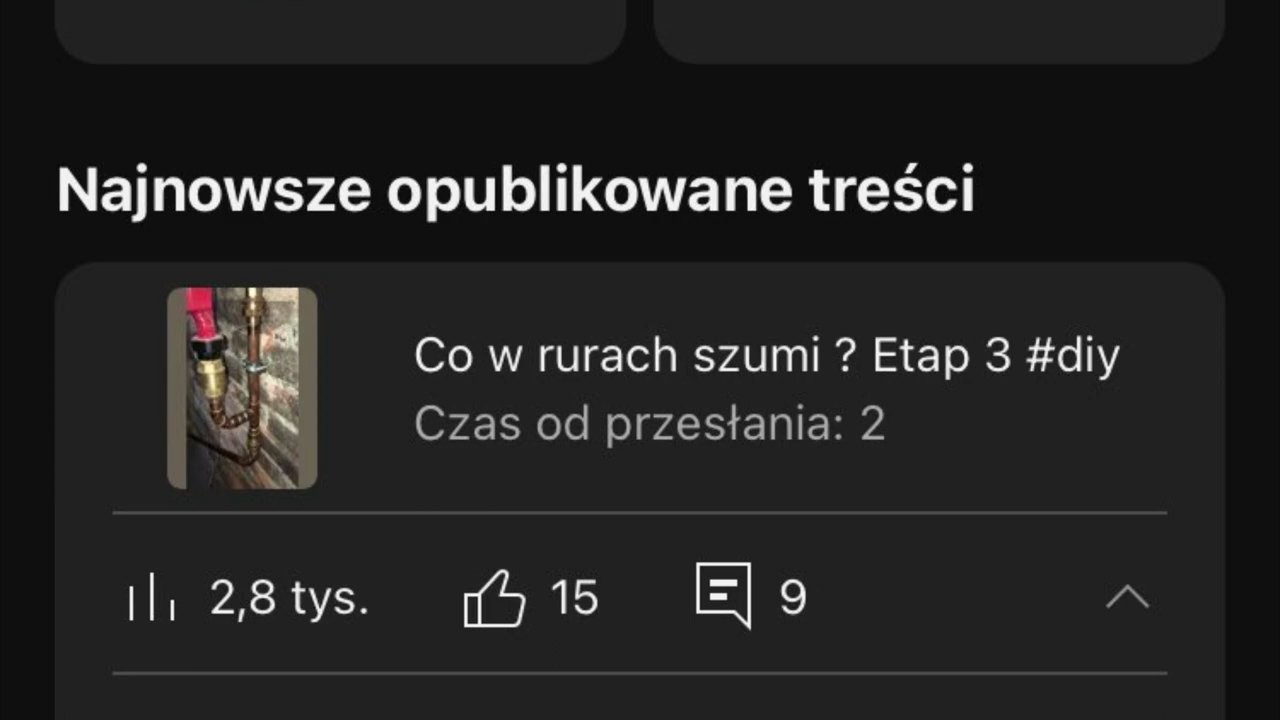 Najnowsze opublikowane treści
Co w rurach szumi ? Etap 3 #diy
Czas od przesłania: 2
2,8 tys. 15 9